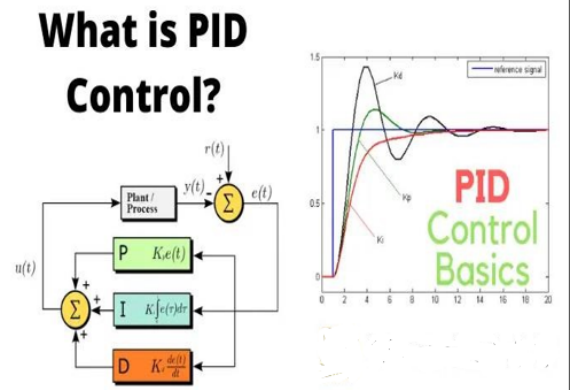 What is PID
Control?
r(t)
Plant /
Process
y(t)
-
+
Σ
e(t)
P Kₚe(t)
u(t)
+
+
+
Σ
I Kᵢ∫e(τ)dτ
D de(t)
dt
1.5
1
0.5
0
0 2 4 6 8 10 12 14 16 18 20
reference signal
Kd
Kp
Ki
PID
Control
Basics